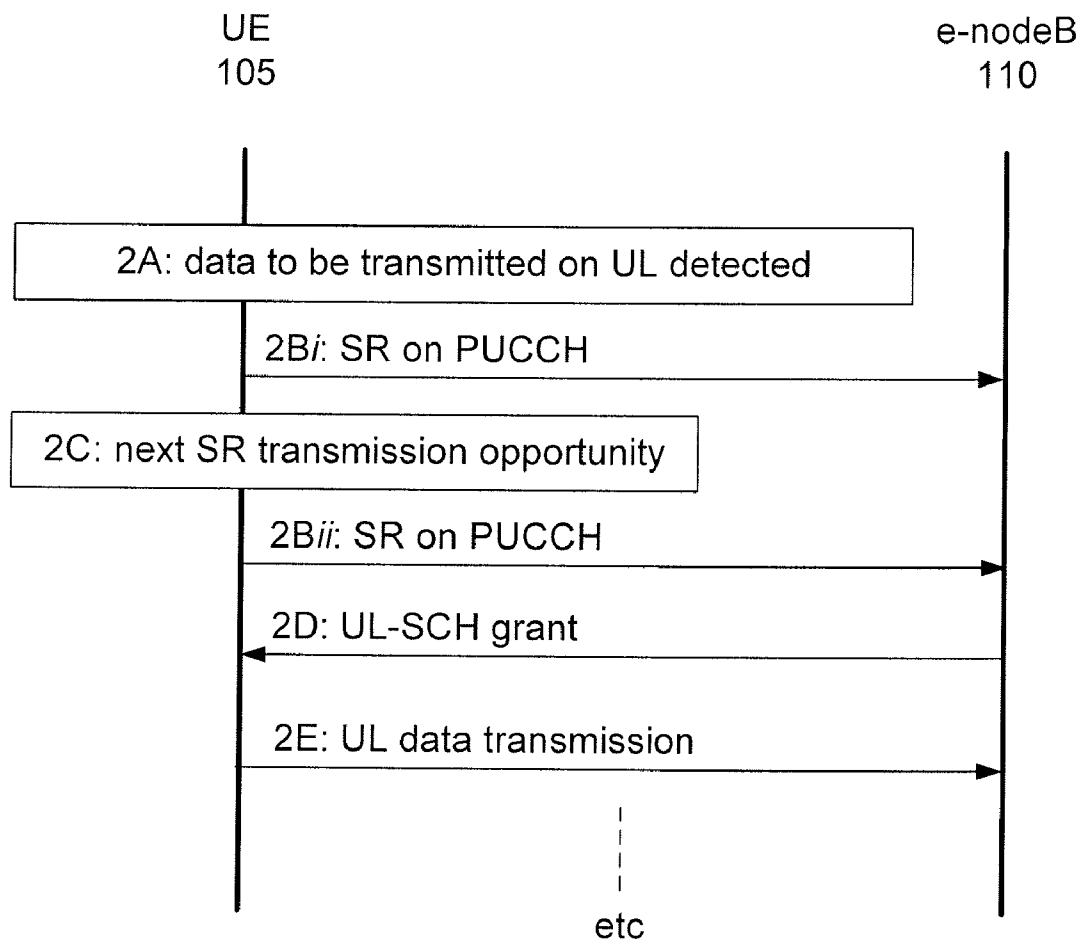 UE
105
e-nodeB
110
2A: data to be transmitted on UL detected
2Bi: SR on PUCCH
2C: next SR transmission opportunity
2Bii: SR on PUCCH
2D: UL-SCH grant
2E: UL data transmission
etc